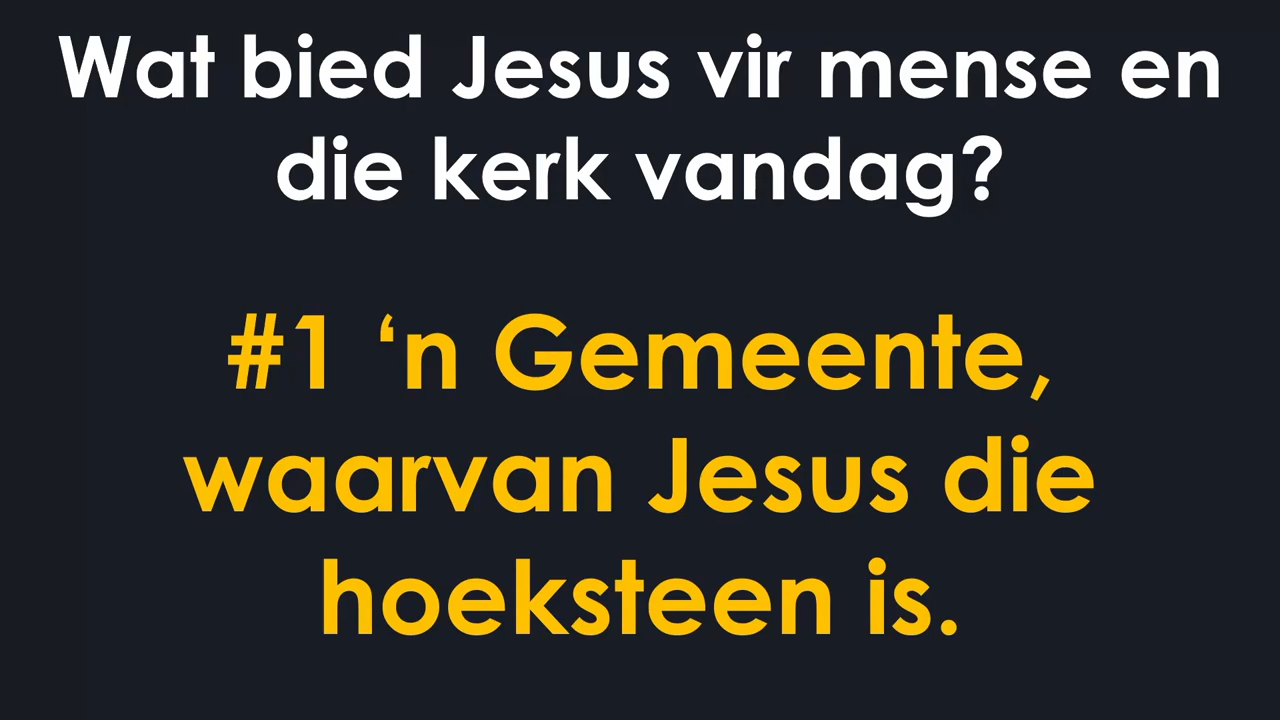 Wat bied Jesus vir mense en
die kerk vandag?
#1 ‘n Gemeente,
waarvan Jesus die
hoeksteen is.